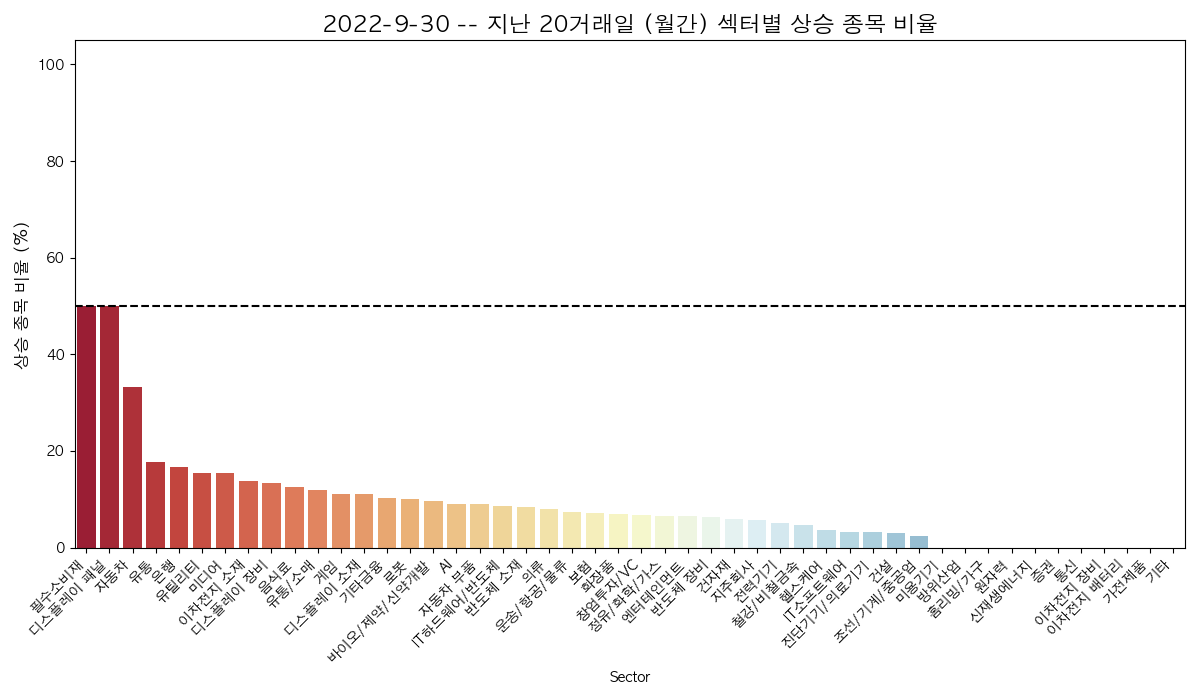 2022-9-30 -- 지난 20거래일 (월간) 섹터별 상승 종목 비율
상승 종목 비율 (%)
100
80
60
40
20
0
필수소비재
디스플레이 패널
자동차
유통
은행
유틸리티
미디어
이차전지 소재
디스플레이 장비
음식료
유통/소매
게임
디스플레이 소재
기타금융
로봇
바이오/제약/신약개발
AI
자동차 부품
IT하드웨어/반도체
반도체 소재
의류
운송/항공/물류
보험
화장품
창업투자/VC
정유/화학/가스
엔터테인먼트
반도체 장비
건자재
지주회사
전력기기
철강/비철금속
헬스케어
IT소프트웨어
진단기기/의료기기
건설
조선/기계/중공업
미용기기
방위산업
홈리빙/가구
원자력
신재생에너지
증권
통신
이차전지 장비
이차전지 배터리
가전제품
기타
Sector